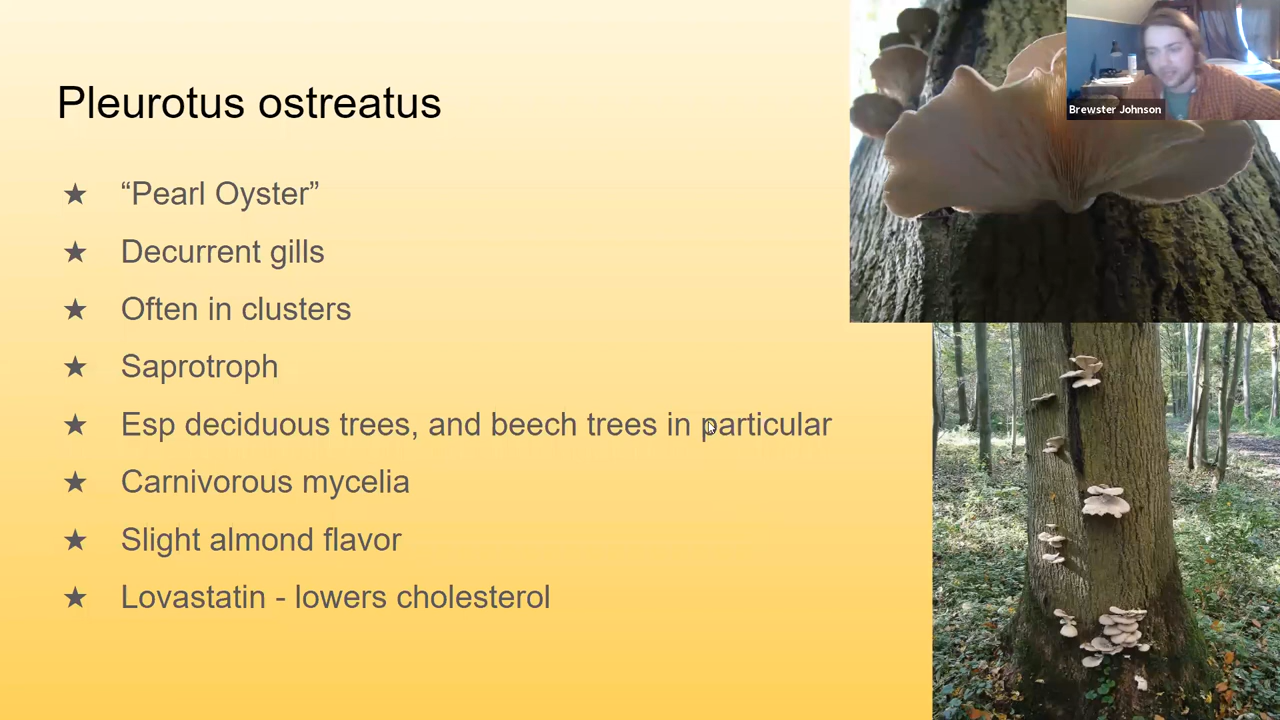 Pleurotus ostreatus
★ “Pearl Oyster”
★ Decurrent gills
★ Often in clusters
★ Saprotroph
★ Esp deciduous trees, and beech trees in particular
★ Carnivorous mycelia
★ Slight almond flavor
★ Lovastatin - lowers cholesterol
Brewster Johnson